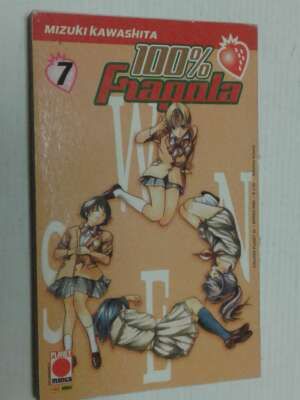 MIZUKI KAWASHITA
100%
Fragola
7
W
N
S
E
PLANET
manga